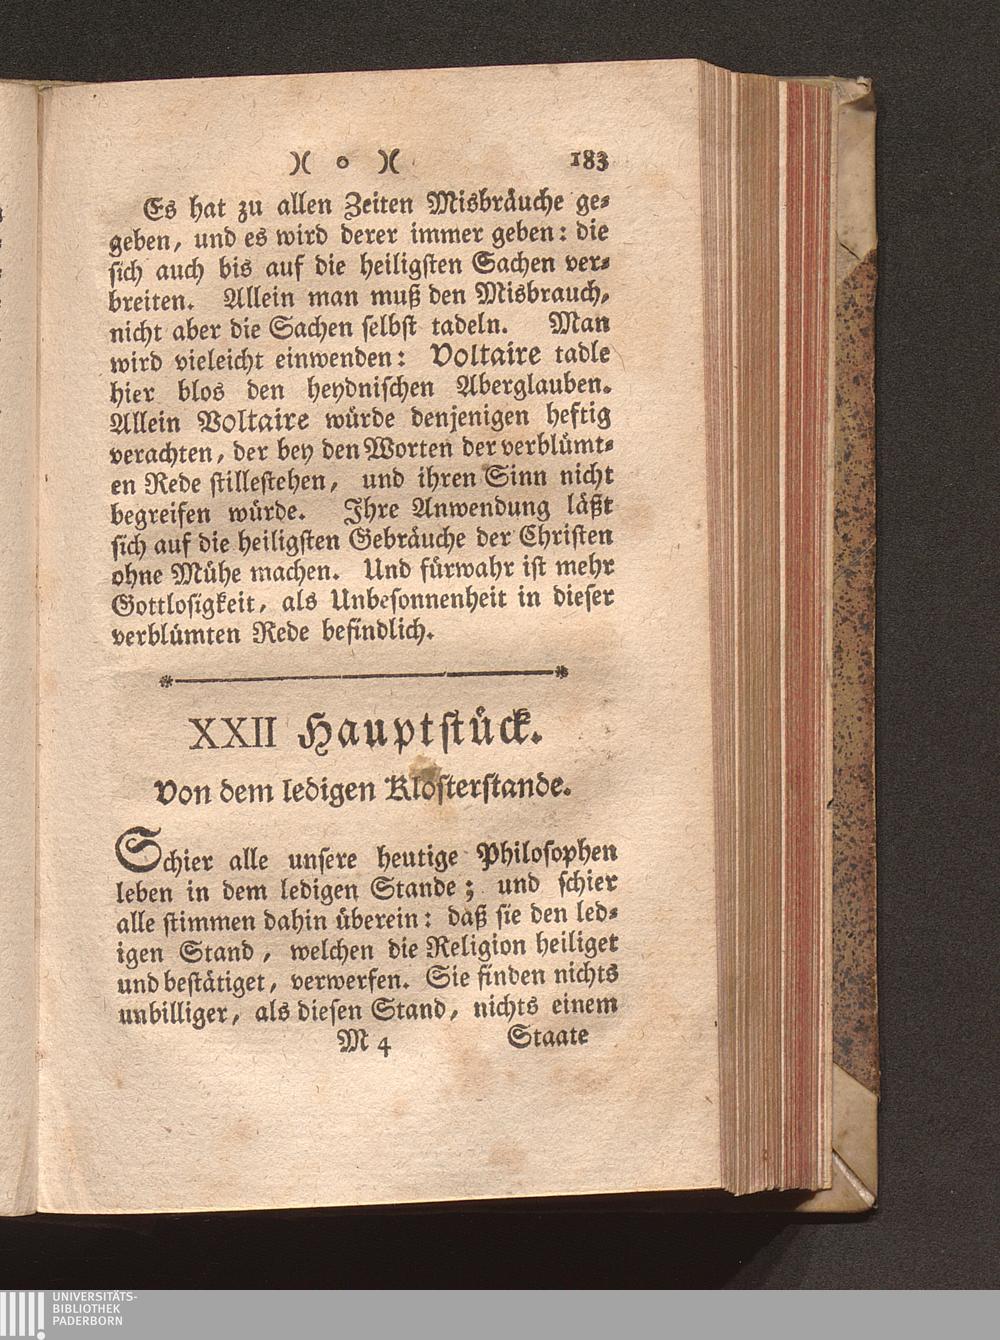 )( o )( 183
Es hat zu allen Zeiten Misbräuche ge⸗
geben, und es wird derer immer geben: die
sich auch bis auf die heiligsten Sachen ver⸗
breiten. Allein man muß den Misbrauch,
nicht aber die Sachen selbst tadeln. Man
wird vieleicht einwenden: Voltaire tadle
hier blos den heydnischen Aberglauben.
Allein Voltaire würde denjenigen heftig
verachten, der bey den Worten der verblümt⸗
en Rede stillestehen, und ihren Sinn nicht
begreifen würde. Ihre Anwendung läßt
sich auf die heiligsten Gebräuche der Christen
ohne Mühe machen. Und fürwahr ist mehr
Gottlosigkeit, als Unbesonnenheit in dieser
verblümten Rede befindlich.
XXII Hauptstück.
Von dem ledigen Klosterstande.
Schier alle unsere heutige Philosophen
leben in dem ledigen Stande; und schier
alle stimmen dahin überein: daß sie den led⸗
igen Stand, welchen die Religion heiliget
und bestätiget, verwerfen. Sie finden nichts
unbilliger, als diesen Stand, nichts einem
M 4 Staate
UNIVERSITÄTS-
BIBLIOTHEK
PADERBORN